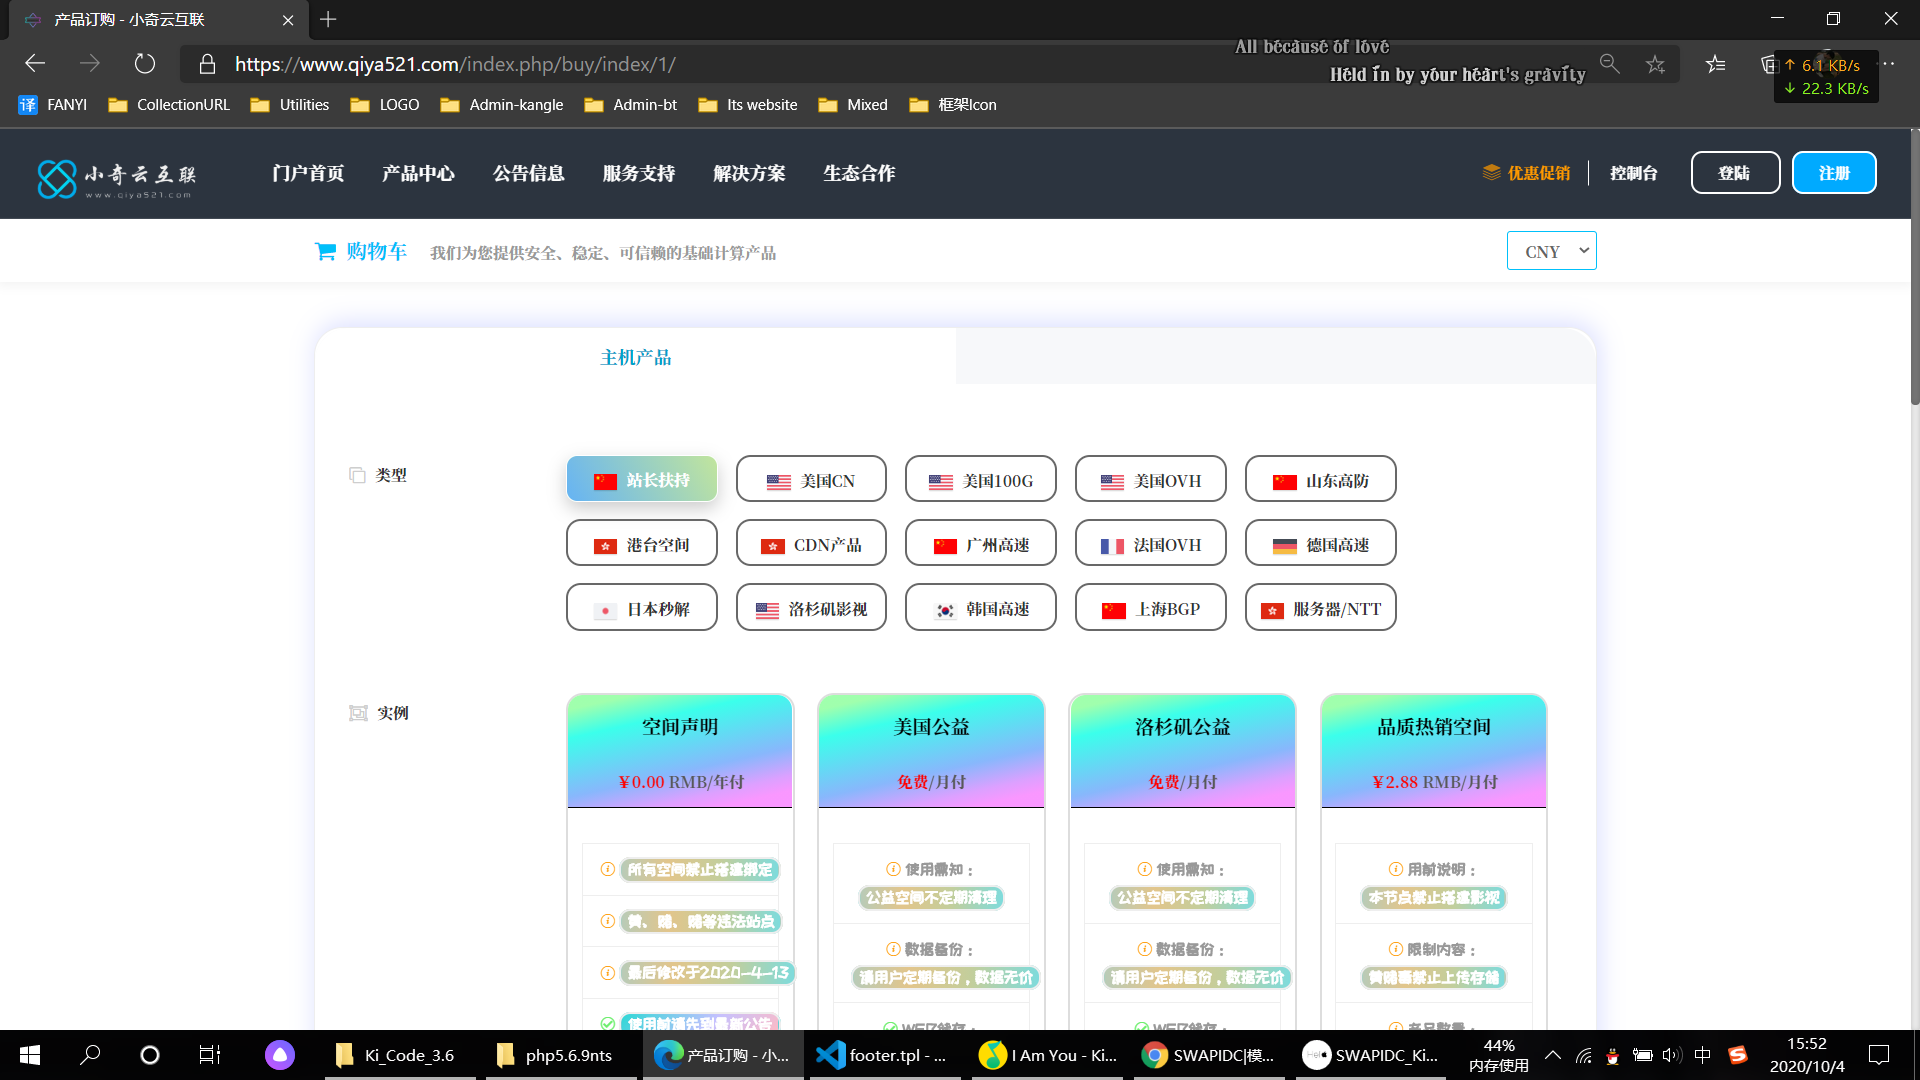 产品订购 - 小奇云互联
https://www.qiya521.com/index.php/buy/index/1/
All because of love
Held in by your heart's gravity
↑ 6.1 KB/s
↓ 22.3 KB/s
译 FANYI CollectionURL Utilities LOGO Admin-kangle Admin-bt Its website Mixed 框架Icon
小奇云互联
www.qiya521.com
门户首页 产品中心 公告信息 服务支持 解决方案 生态合作 优惠促销 控制台 登陆 注册
购物车 我们为您提供安全、稳定、可信赖的基础计算产品 CNY
主机产品
类型
站长扶持 美国CN 美国100G 美国OVH 山东高防
港台空间 CDN产品 广州高速 法国OVH 德国高速
日本秒解 洛杉矶影视 韩国高速 上海BGP 服务器/NTT
实例
空间声明 美国公益 洛杉矶公益 品质热销空间
¥0.00 RMB/年付 免费/月付 免费/月付 ¥2.88 RMB/月付
所有空间禁止搭建绑定
黄、赌、赌等违法站点
最后修改于2020-4-13
使用前请先到最新公告
使用需知：
公益空间不定期清理
数据备份：
请用户定期备份，数据无价
WEB储存：
使用需知：
公益空间不定期清理
数据备份：
请用户定期备份，数据无价
WEB储存：
用前说明：
本节点禁止搭建影视
限制内容：
黄赌毒禁止上传存储
产品数量：
Ki_Code_3.6 php5.6.9nts 产品订购 - 小... footer.tpl - ... I Am You - Ki... SWAPIDC|模... SWAPIDC_Ki...
44%
内存使用
中
15:52
2020/10/4